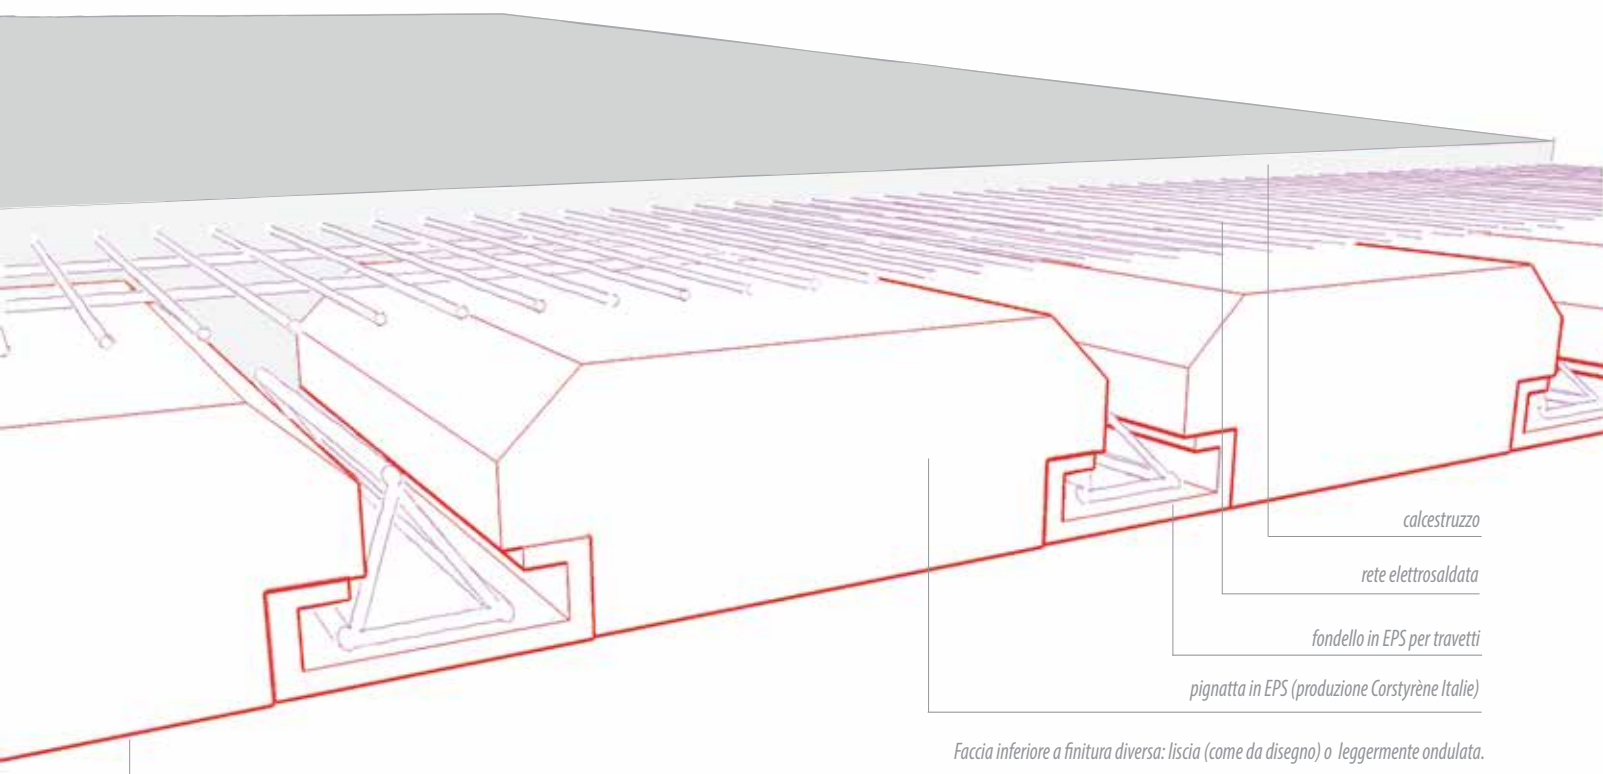 calcestruzzo
rete elettrosaldata
fondello in EPS per travetti
pignatta in EPS (produzione Corstyrène Italie)
Faccia inferiore a finitura diversa: liscia (come da disegno) o leggermente ondulata.